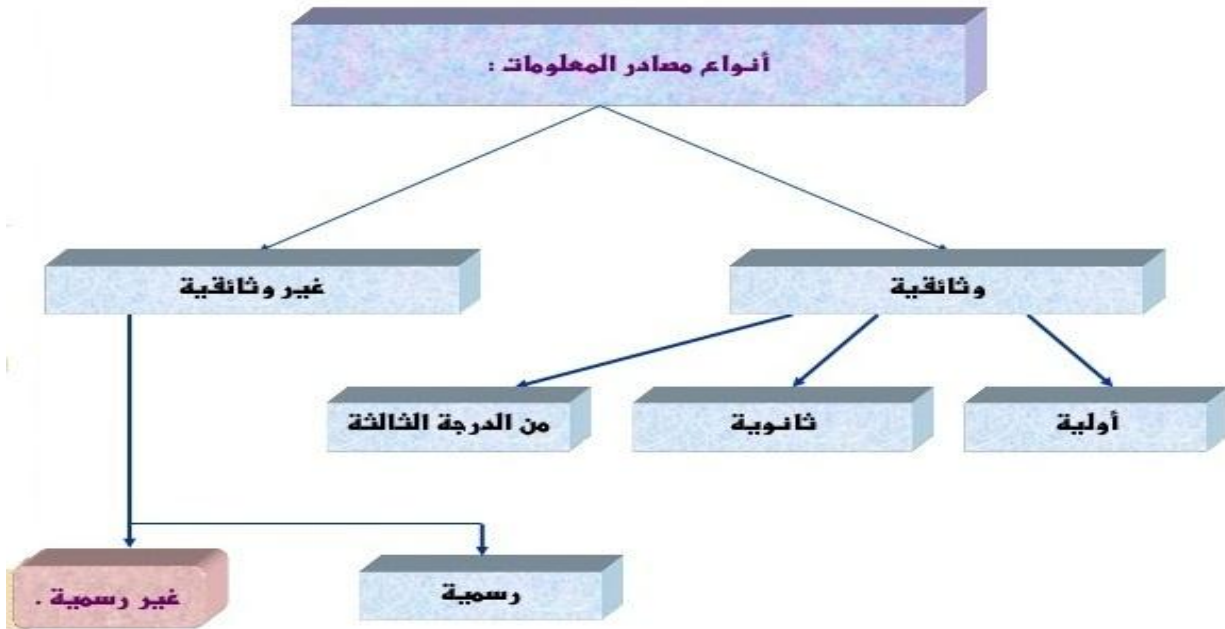 أنواع مصادر المعلومات :
وثائقية
غير وثائقية
أولية
ثانوية
من الدرجة الثالثة
رسمية
غير رسمية .